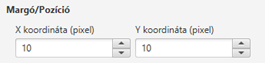 Margó/Pozíció
X koordináta (pixel) Y koordináta (pixel)
10 10